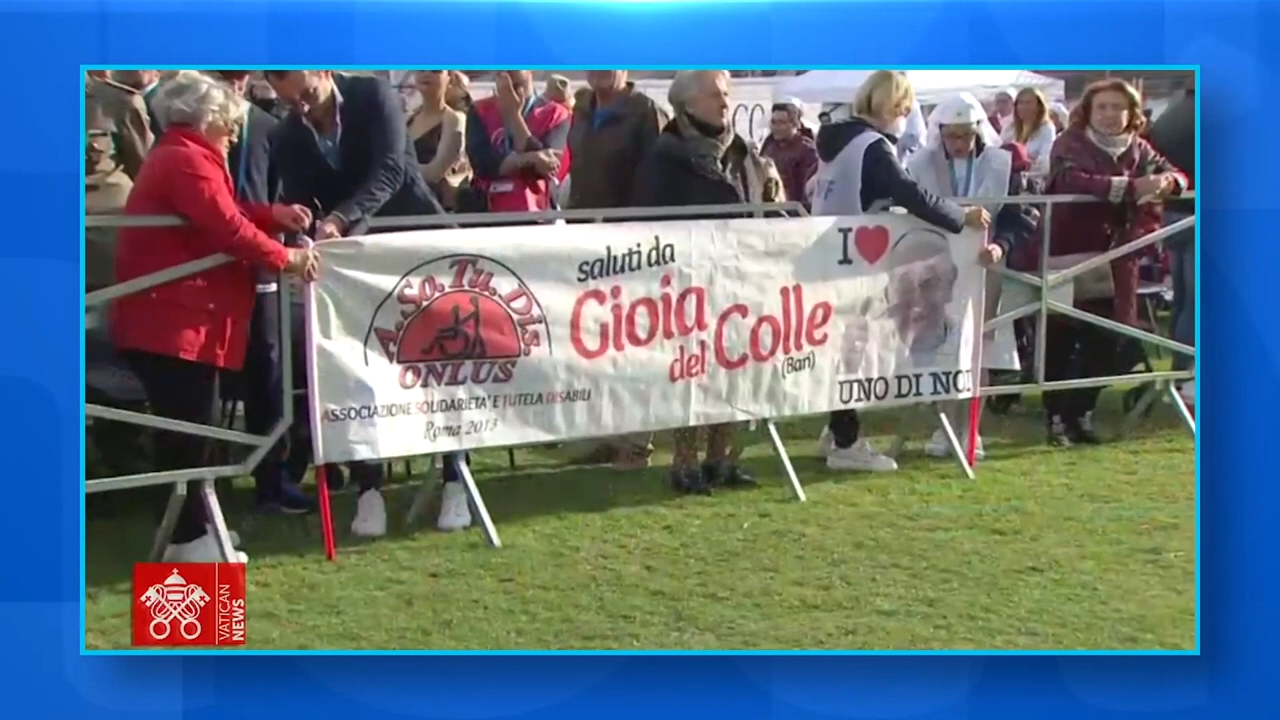 A.So.Tu.Dis.
ONLUS
ASSOCIAZIONE SOLIDARIETA' E TUTELA DISABILI
Roma 2013
saluti da
Gioia
del Colle
(Bari)
I ❤
UNO DI NOI
VATICAN
NEWS